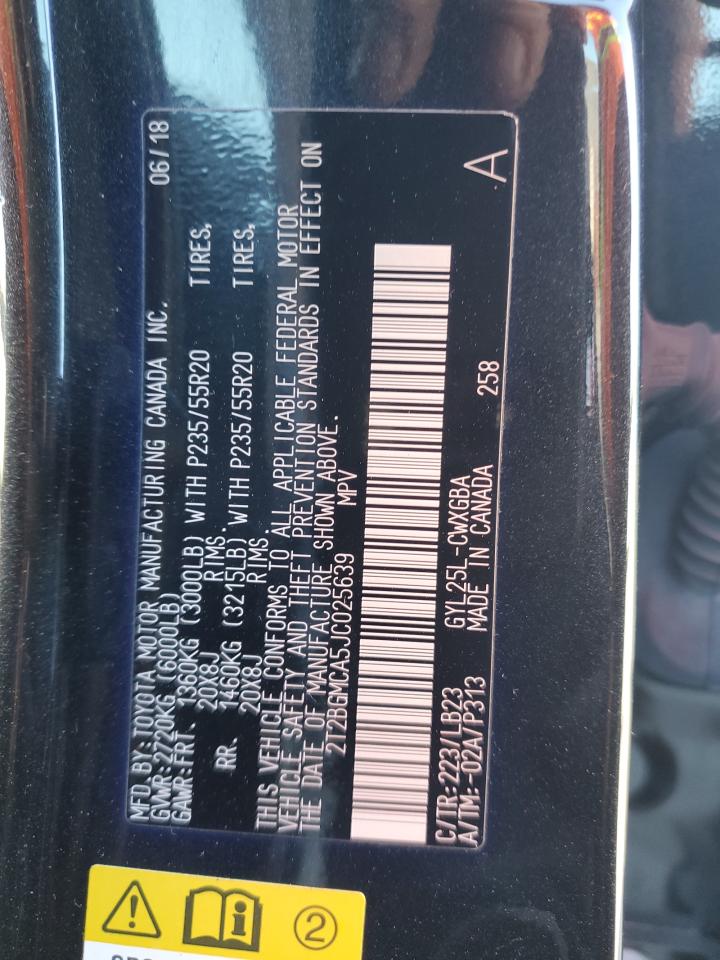 MFD. BY: TOYOTA MOTOR MANUFACTURING CANADA INC. 06/18
GVWR: 2720KG (6000LB)
GAWR: FRT. 1360KG (3000LB) WITH P235/55R20 TIRES,
20X8J RIMS.
RR. 1460KG (3215LB) WITH P235/55R20 TIRES,
20X8J RIMS.
THIS VEHICLE CONFORMS TO ALL APPLICABLE FEDERAL MOTOR
VEHICLE SAFETY AND THEFT PREVENTION STANDARDS IN EFFECT ON
THE DATE OF MANUFACTURE SHOWN ABOVE.
2T2BGMCA5JC025639 MPV
A
C/TR: 223/LB23 GYL25L-CWXGBA
A/TM: -02A/P313 MADE IN CANADA 258
2